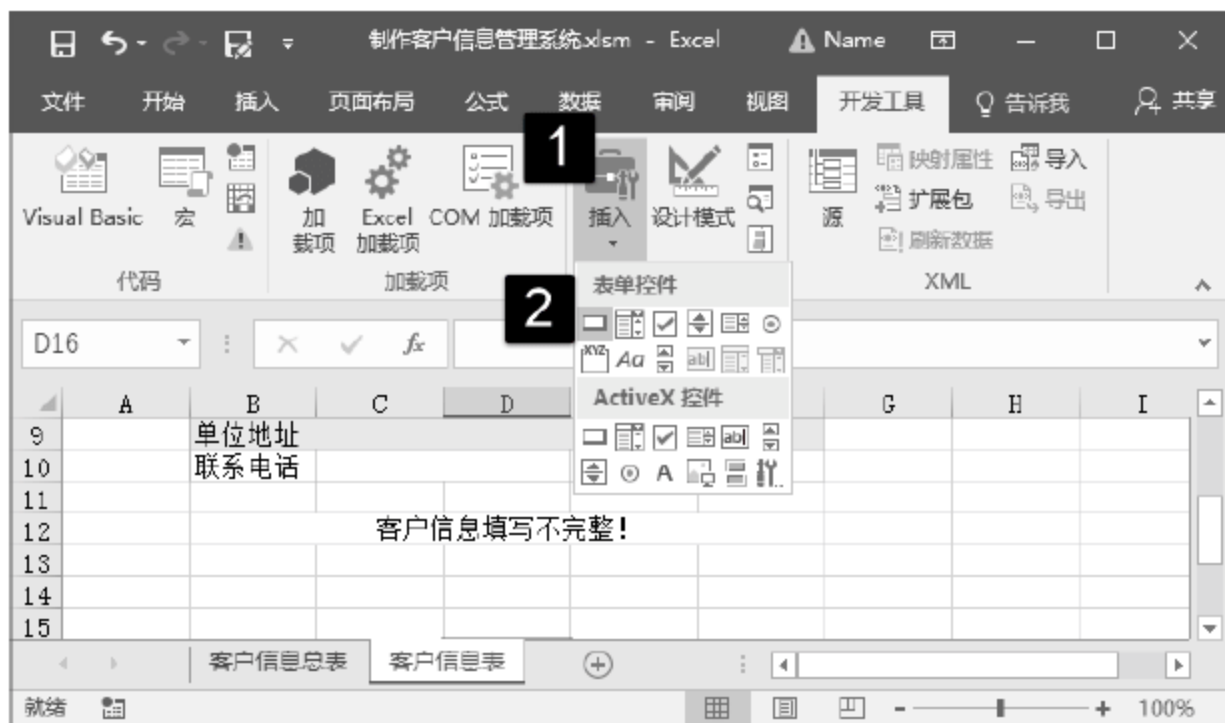 制作客户信息管理系统.xlsm - Excel Name
文件 开始 插入 页面布局 公式 数据 审阅 视图 开发工具 告诉我 共享
1
映射属性 导入
扩展包 导出
刷新数据
Visual Basic 宏 加载项 Excel 加载项 COM 加载项 插入 设计模式 源
代码 加载项 XML
表单控件
2
XYZ Aa ab|
D16 fx
ActiveX 控件
ab|
A
A B C D G H I
9 单位地址
10 联系电话
11
12 客户信息填写不完整!
13
14
15
客户信息总表 客户信息表
就绪 100%